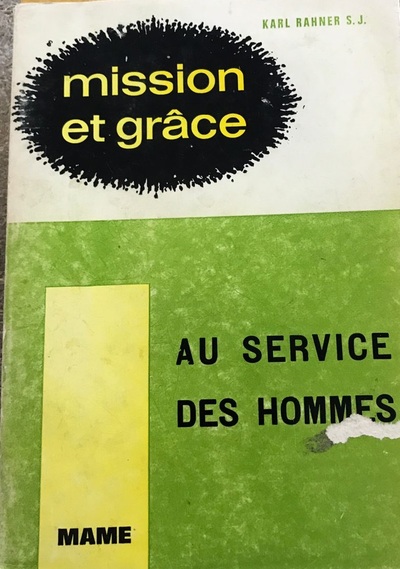 KARL RAHNER S.J.
mission
et grâce
AU SERVICE
DES HOMMES
MAME